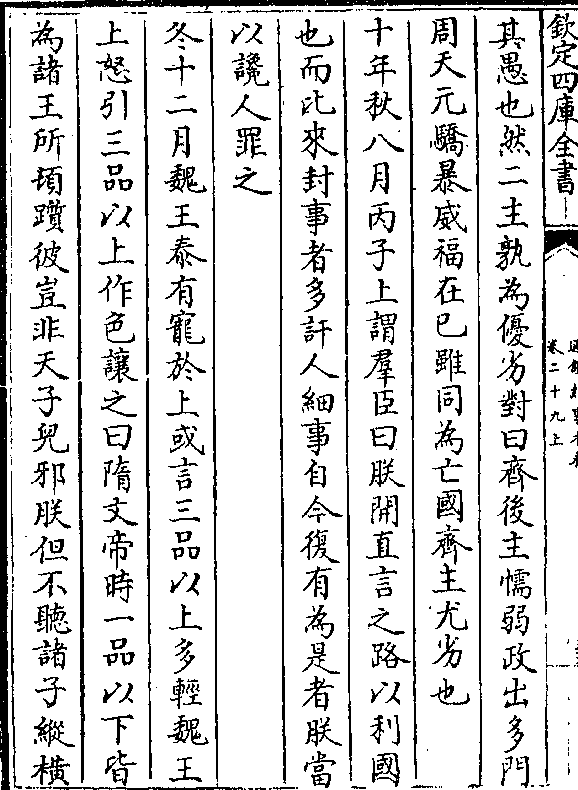 欽定四庫全書
卷二十九上
其愚也然二主孰為優劣對曰齊後主懦弱政出多門
周天元驕暴威福在已雖同為亡國齊主尤劣也
十年秋八月丙子上謂羣臣曰朕開直言之路以利國
也而比來封事者多訐人細事自今復有為是者朕當
以讒人罪之
冬十二月魏王泰有寵於上或言三品以上多輕魏王
上怒引三品以上作色讓之曰隋文帝時一品以下皆
為諸王所頓躓彼豈非天子兒邪朕但不聽諸子縱橫